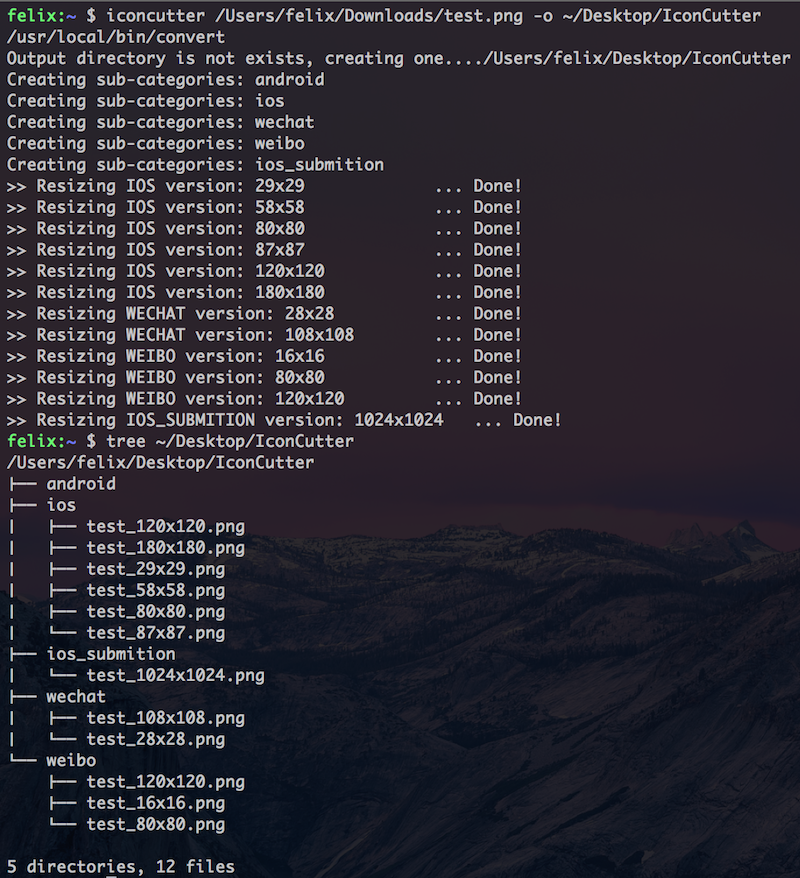 felix:~ $ iconcutter /Users/felix/Downloads/test.png -o ~/Desktop/IconCutter
/usr/local/bin/convert
Output directory is not exists, creating one..../Users/felix/Desktop/IconCutter
Creating sub-categories: android
Creating sub-categories: ios
Creating sub-categories: wechat
Creating sub-categories: weibo
Creating sub-categories: ios_submition
>> Resizing IOS version: 29x29             ... Done!
>> Resizing IOS version: 58x58             ... Done!
>> Resizing IOS version: 80x80             ... Done!
>> Resizing IOS version: 87x87             ... Done!
>> Resizing IOS version: 120x120           ... Done!
>> Resizing IOS version: 180x180           ... Done!
>> Resizing WECHAT version: 28x28          ... Done!
>> Resizing WECHAT version: 108x108        ... Done!
>> Resizing WEIBO version: 16x16           ... Done!
>> Resizing WEIBO version: 80x80           ... Done!
>> Resizing WEIBO version: 120x120         ... Done!
>> Resizing IOS_SUBMITION version: 1024x1024   ... Done!
felix:~ $ tree ~/Desktop/IconCutter
/Users/felix/Desktop/IconCutter
├── android
├── ios
│   ├── test_120x120.png
│   ├── test_180x180.png
│   ├── test_29x29.png
│   ├── test_58x58.png
│   ├── test_80x80.png
│   └── test_87x87.png
├── ios_submition
│   └── test_1024x1024.png
├── wechat
│   ├── test_108x108.png
│   └── test_28x28.png
└── weibo
    ├── test_120x120.png
    ├── test_16x16.png
    └── test_80x80.png
5 directories, 12 files